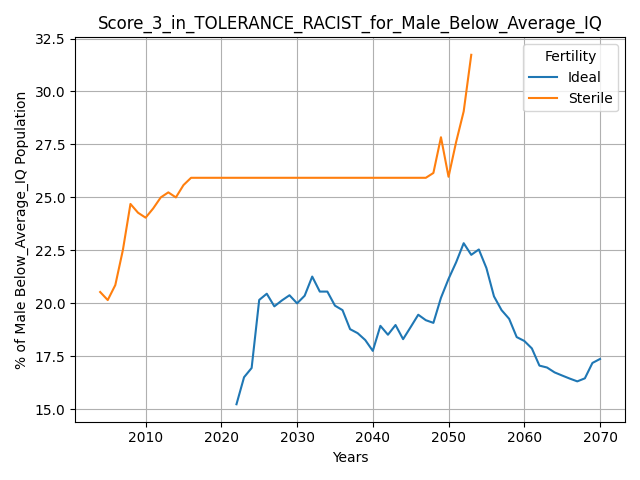 Score_3_in_TOLERANCE_RACIST_for_Male_Below_Average_IQ
% of Male Below_Average_IQ Population
32.5
30.0
27.5
25.0
22.5
20.0
17.5
15.0
Fertility
Ideal
Sterile
2010 2020 2030 2040 2050 2060 2070
Years